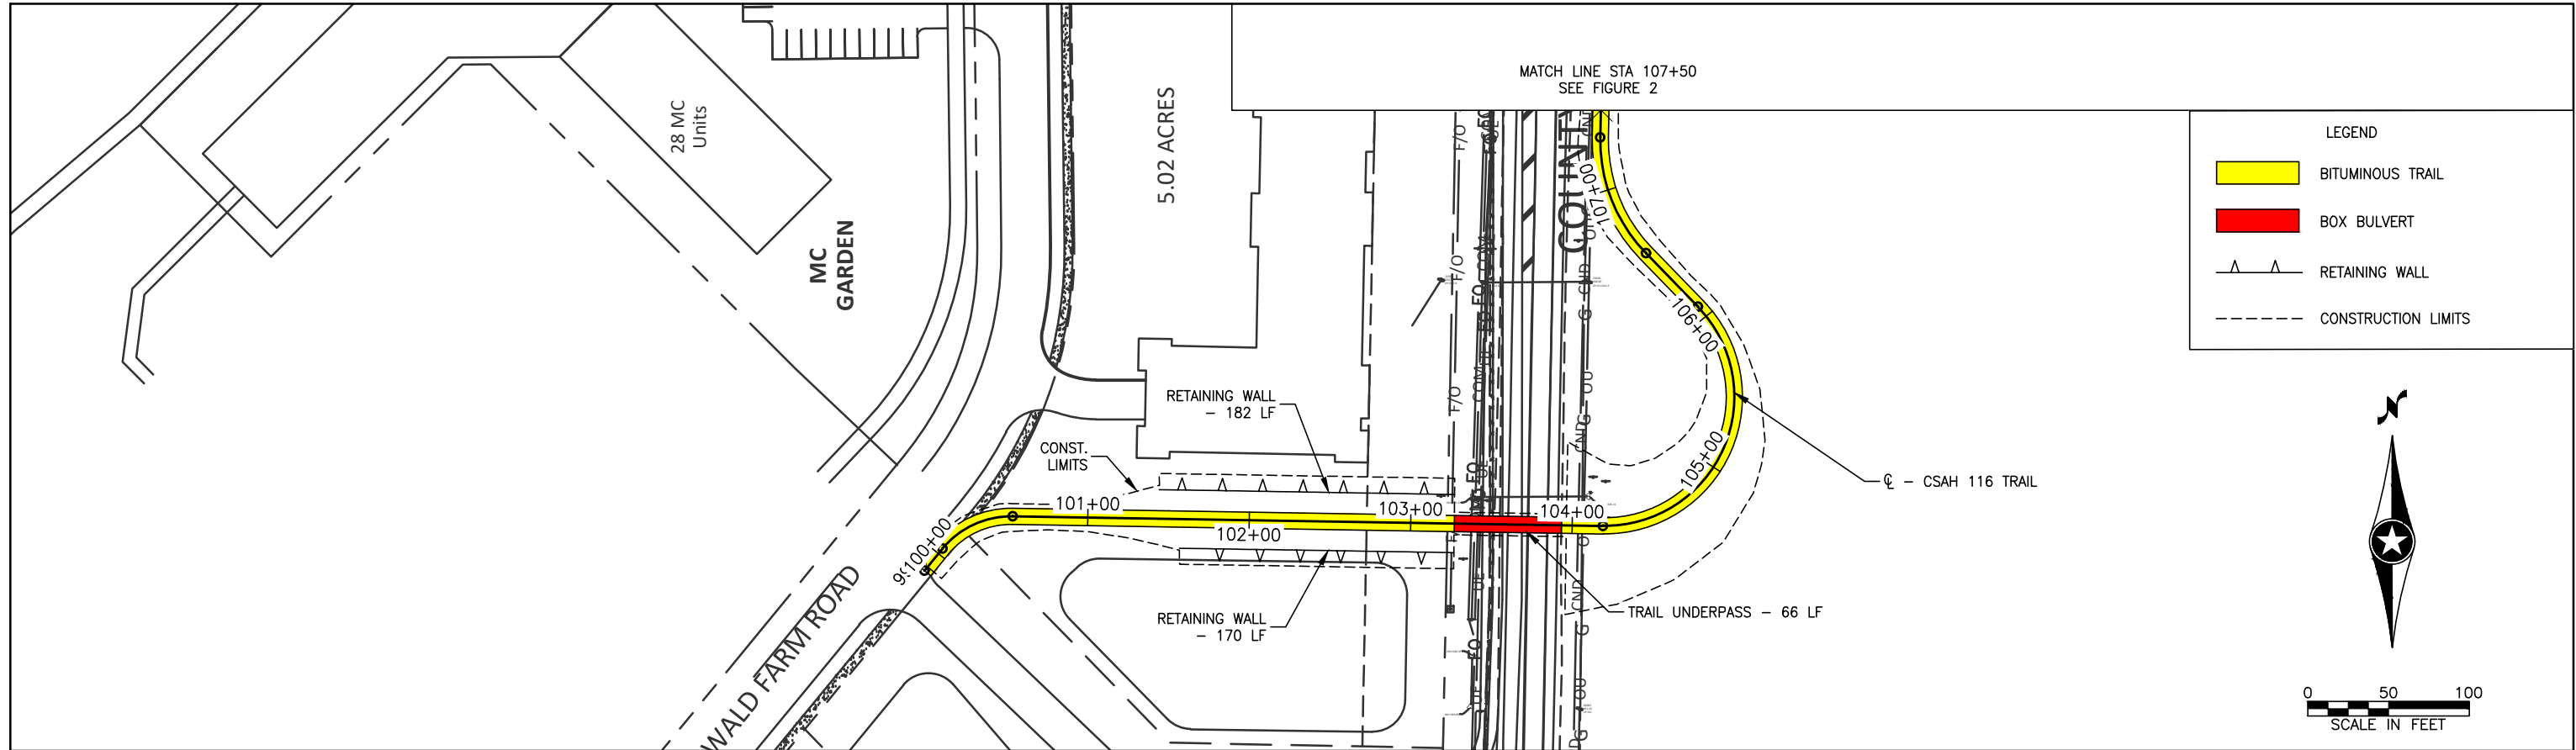 MATCH LINE STA 107+50
SEE FIGURE 2
LEGEND
BITUMINOUS TRAIL
BOX BULVERT
RETAINING WALL
CONSTRUCTION LIMITS
28 MC
Units
MC
GARDEN
5.02 ACRES
F/O
F/O
F/O
COUNTY
107+00
106+00
105+00
RETAINING WALL
- 182 LF
CONST.
LIMITS
100+00
101+00
102+00
103+00
104+00
℄ - CSAH 116 TRAIL
TRAIL UNDERPASS - 66 LF
RETAINING WALL
- 170 LF
WALD FARM ROAD
N
0 50 100
SCALE IN FEET